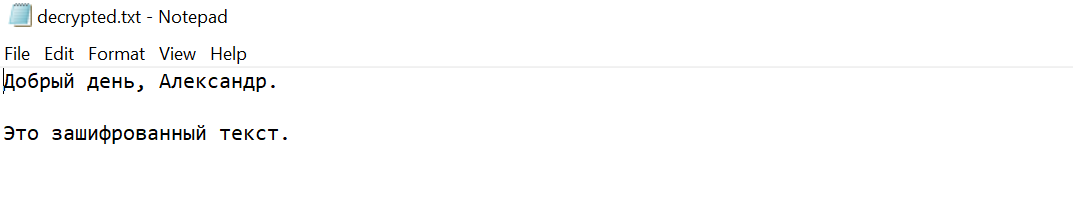 decrypted.txt - Notepad
File Edit Format View Help
Добрый день, Александр.
Это зашифрованный текст.